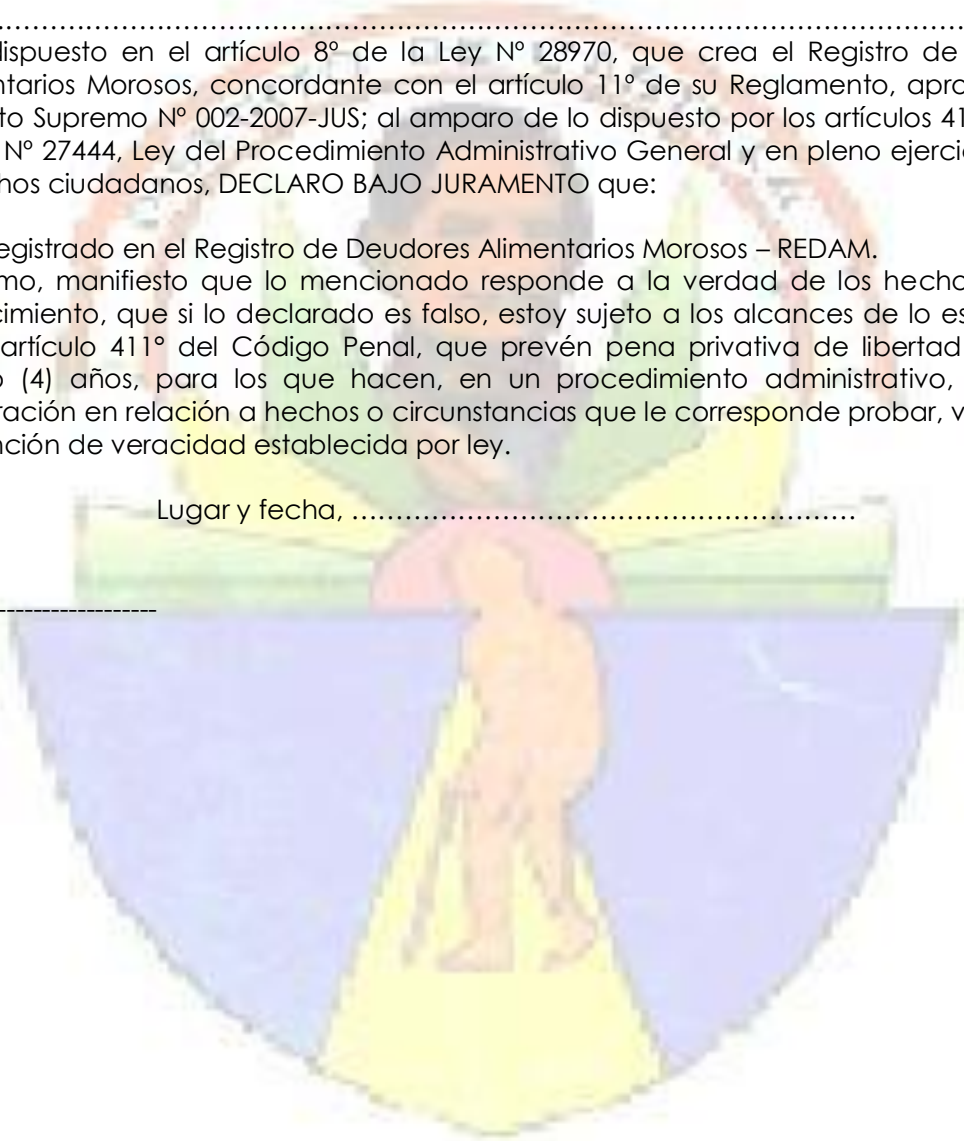 …………………………………………………………………………………………………
dispuesto en el artículo 8° de la Ley Nº 28970, que crea el Registro de
ntarios Morosos, concordante con el artículo 11° de su Reglamento, apro
to Supremo Nº 002-2007-JUS; al amparo de lo dispuesto por los artículos 41
Nº 27444, Ley del Procedimiento Administrativo General y en pleno ejerci
hos ciudadanos, DECLARO BAJO JURAMENTO que:
egistrado en el Registro de Deudores Alimentarios Morosos – REDAM.
mo, manifiesto que lo mencionado responde a la verdad de los hecho
cimiento, que si lo declarado es falso, estoy sujeto a los alcances de lo es
artículo 411° del Código Penal, que prevén pena privativa de libertad
o (4) años, para los que hacen, en un procedimiento administrativo,
ración en relación a hechos o circunstancias que le corresponde probar, v
nción de veracidad establecida por ley.
Lugar y fecha, …………………………………………………
------------------